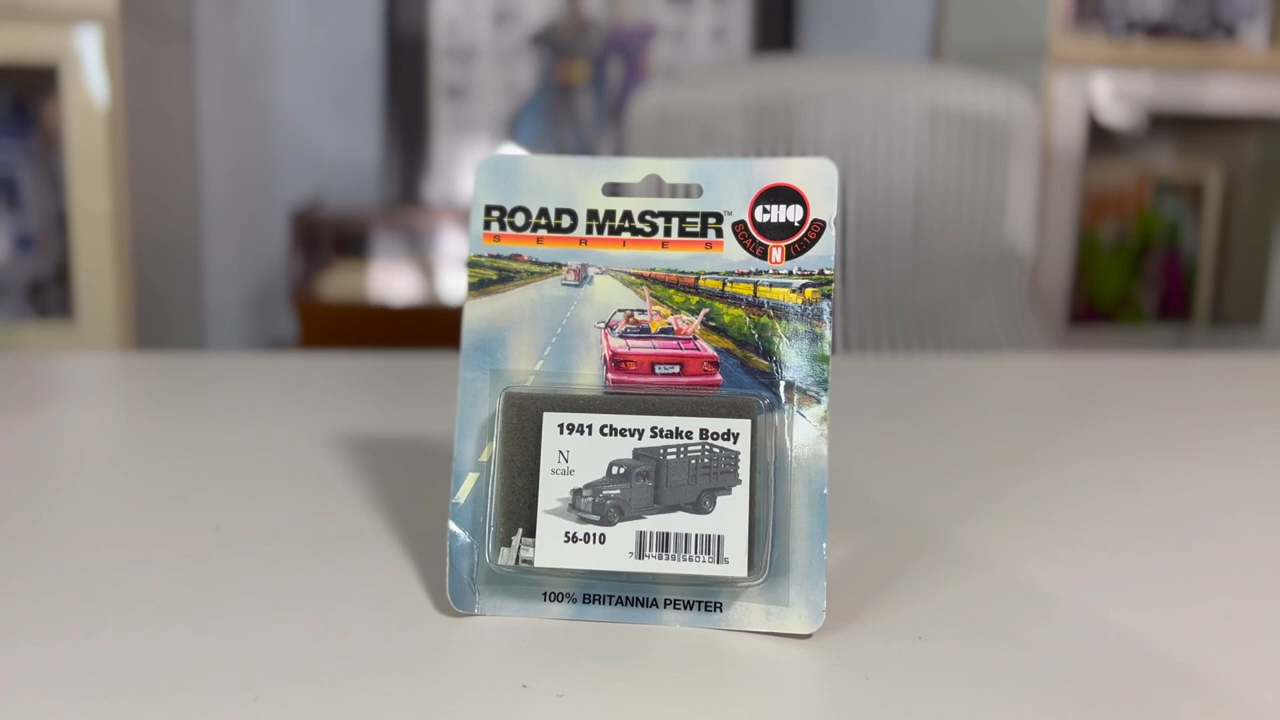 ROAD MASTER™
SERIES
GHQ
SCALE N (1:160)
1941 Chevy Stake Body
N
scale
56-010
7 44839 56010 5
100% BRITANNIA PEWTER